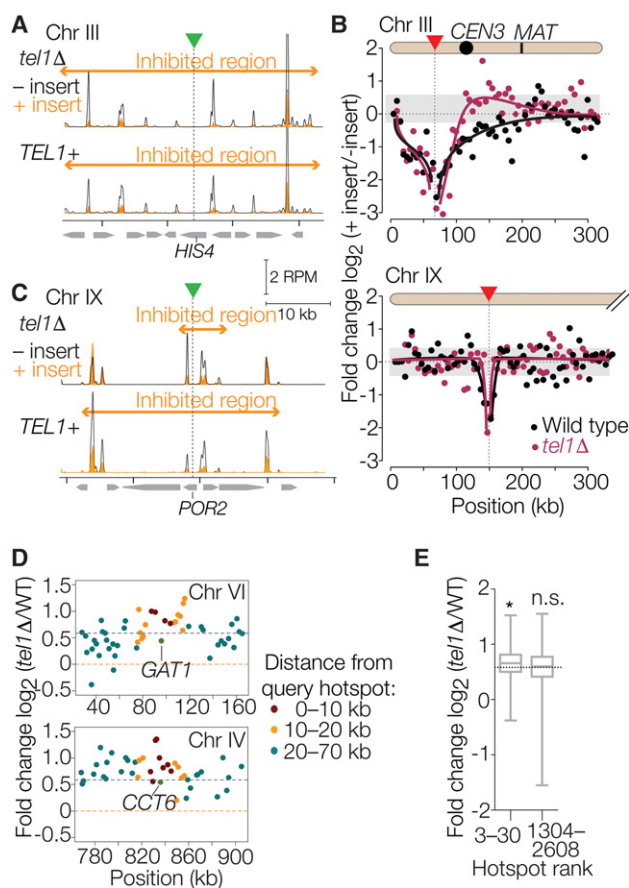 A
Chr III
tel1Δ
Inhibited region
– insert
+ insert
TEL1+
Inhibited region
HIS4
2 RPM
10 kb
B
Chr III
CEN3
MAT
2
1
0
-1
-2
-3
0
100
200
300
Fold change log2 (+ insert/-insert)
C
Chr IX
tel1Δ
Inhibited region
– insert
+ insert
TEL1+
Inhibited region
POR2
Chr IX
2
1
0
-1
-2
-3
Wild type
tel1Δ
0
100
200
300
Position (kb)
D
Fold change log2 (tel1Δ/WT)
1.5
1.0
0.5
0
0.5
Chr VI
GAT1
40
80
120
160
1.5
1.0
0.5
0
0.5
Chr IV
CCT6
780
820
860
900
Position (kb)
Distance from
query hotspot:
0–10 kb
10–20 kb
20–70 kb
E
Fold change log2 (tel1Δ/WT)
2
1
0
-1
-2
*
n.s.
3–30
1304–
2608
Hotspot rank